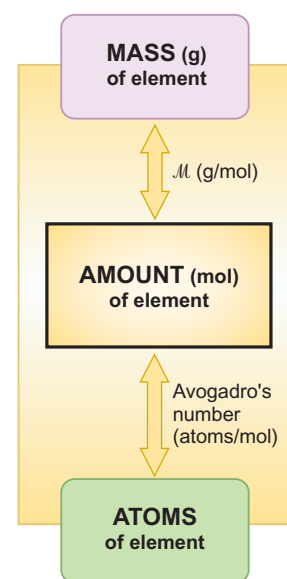 MASS (g)
of element
ℳ (g/mol)
AMOUNT (mol)
of element
Avogadro's
number
(atoms/mol)
ATOMS
of element